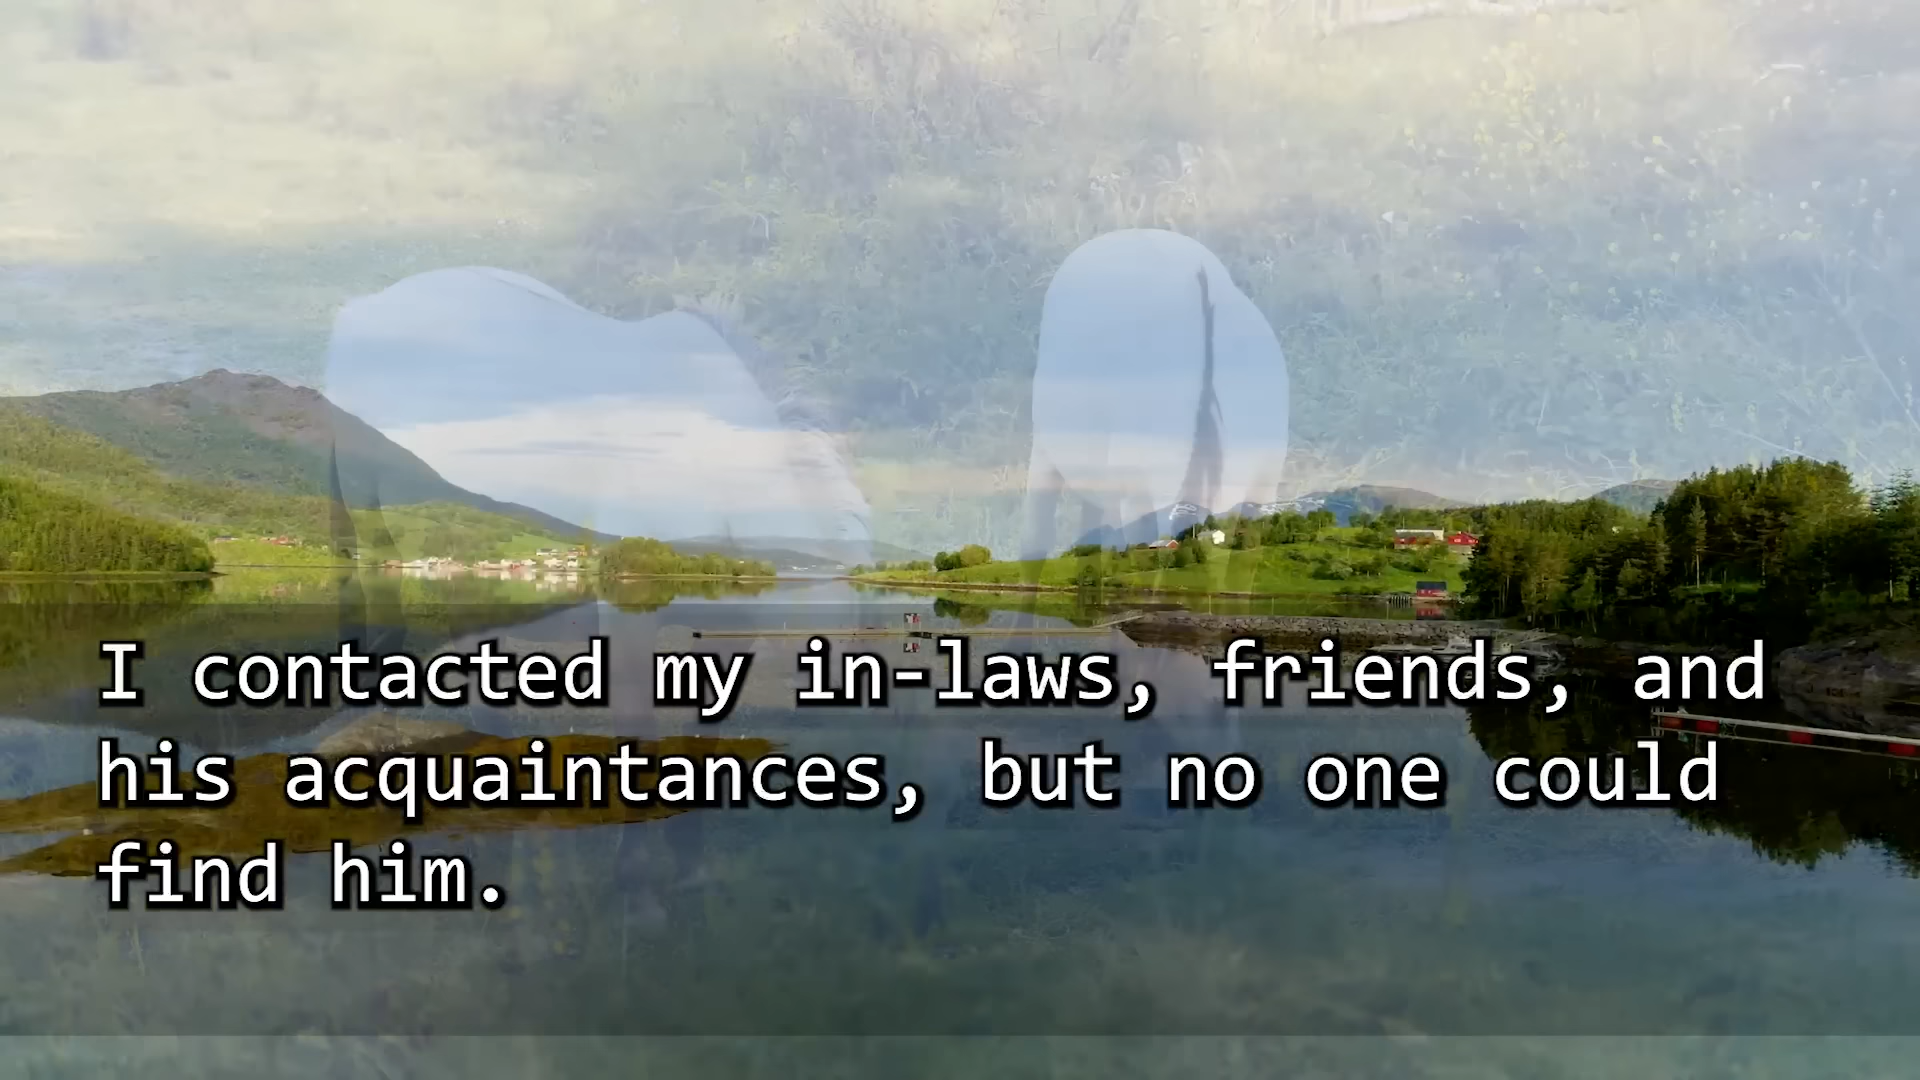 I contacted my in-laws, friends, and
his acquaintances, but no one could
find him.